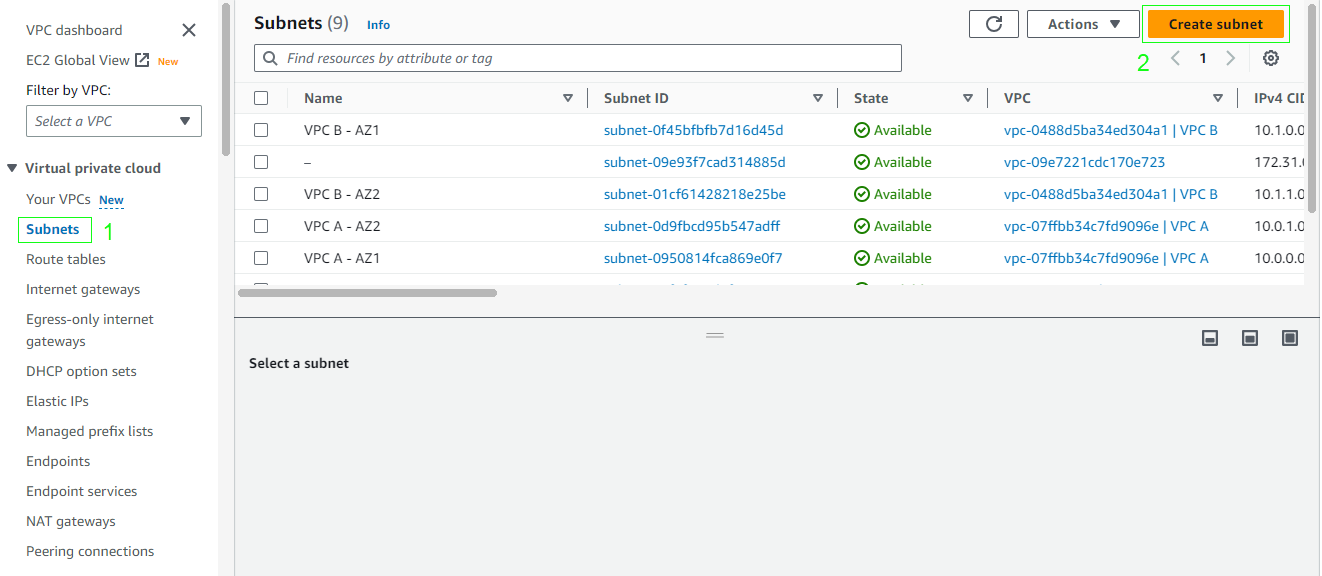 VPC dashboard
EC2 Global View New
Filter by VPC:
Select a VPC
Virtual private cloud
Your VPCs New
Subnets 1
Route tables
Internet gateways
Egress-only internet
gateways
DHCP option sets
Elastic IPs
Managed prefix lists
Endpoints
Endpoint services
NAT gateways
Peering connections
Subnets (9) Info
Actions
Create subnet
Find resources by attribute or tag
2
1
Name Subnet ID State VPC IPv4 CID
VPC B - AZ1 subnet-0f45bfbfb7d16d45d Available vpc-0488d5ba34ed304a1 | VPC B 10.1.0.0
– subnet-09e93f7cad314885d Available vpc-09e7221cdc170e723 172.31.
VPC B - AZ2 subnet-01cf61428218e25be Available vpc-0488d5ba34ed304a1 | VPC B 10.1.1.0
VPC A - AZ2 subnet-0d9fbcd95b547adff Available vpc-07ffbb34c7fd9096e | VPC A 10.0.1.0
VPC A - AZ1 subnet-0950814fca869e0f7 Available vpc-07ffbb34c7fd9096e | VPC A 10.0.0.0
Select a subnet